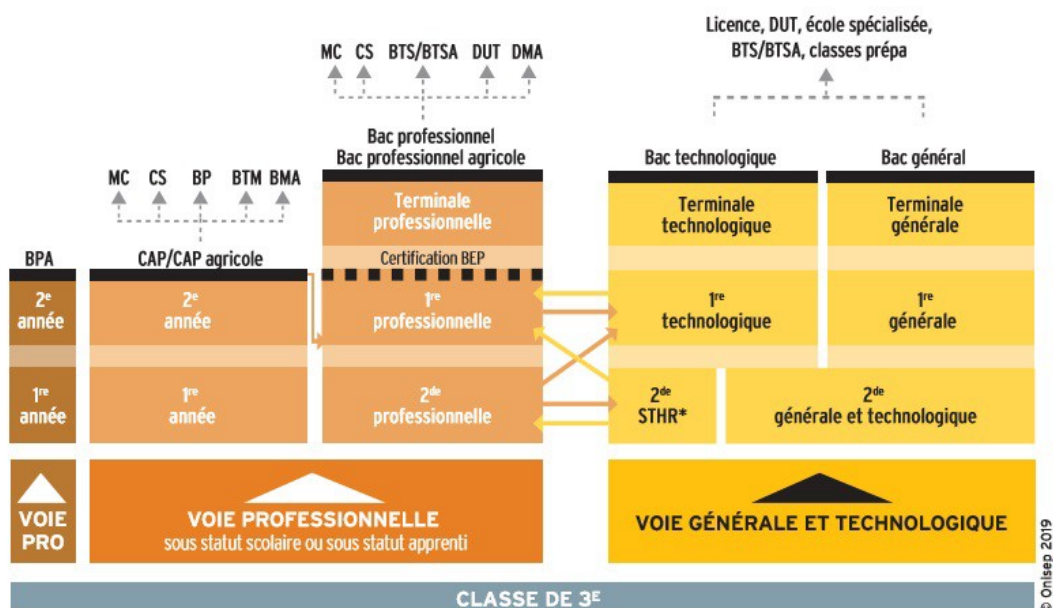 Licence, DUT, école spécialisée,
BTS/BTSA, classes prépa
MC CS BTS/BTSA DUT DMA
Bac professionnel
Bac professionnel agricole
Bac technologique
Bac général
MC CS BP BTM BMA
Terminale
professionnelle
Terminale
technologique
Terminale
générale
BPA
CAP/CAP agricole
Certification BEP
2e
année
2e
année
1re
professionnelle
1re
technologique
1re
générale
1re
année
1re
année
2de
professionnelle
2de
STHR*
2de
générale et technologique
VOIE
PRO
VOIE PROFESSIONNELLE
sous statut scolaire ou sous statut apprenti
VOIE GÉNÉRALE ET TECHNOLOGIQUE
CLASSE DE 3E
© Onisep 2019